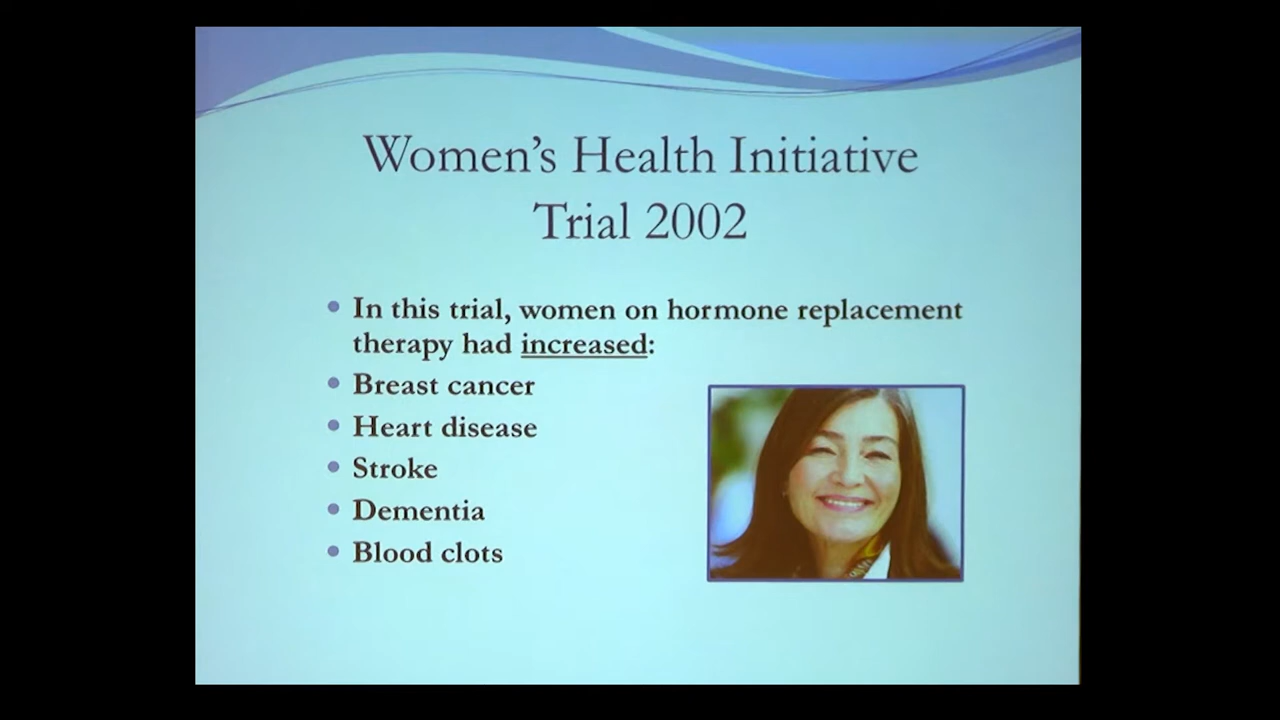 Women's Health Initiative
Trial 2002
• In this trial, women on hormone replacement
therapy had increased:
• Breast cancer
• Heart disease
• Stroke
• Dementia
• Blood clots